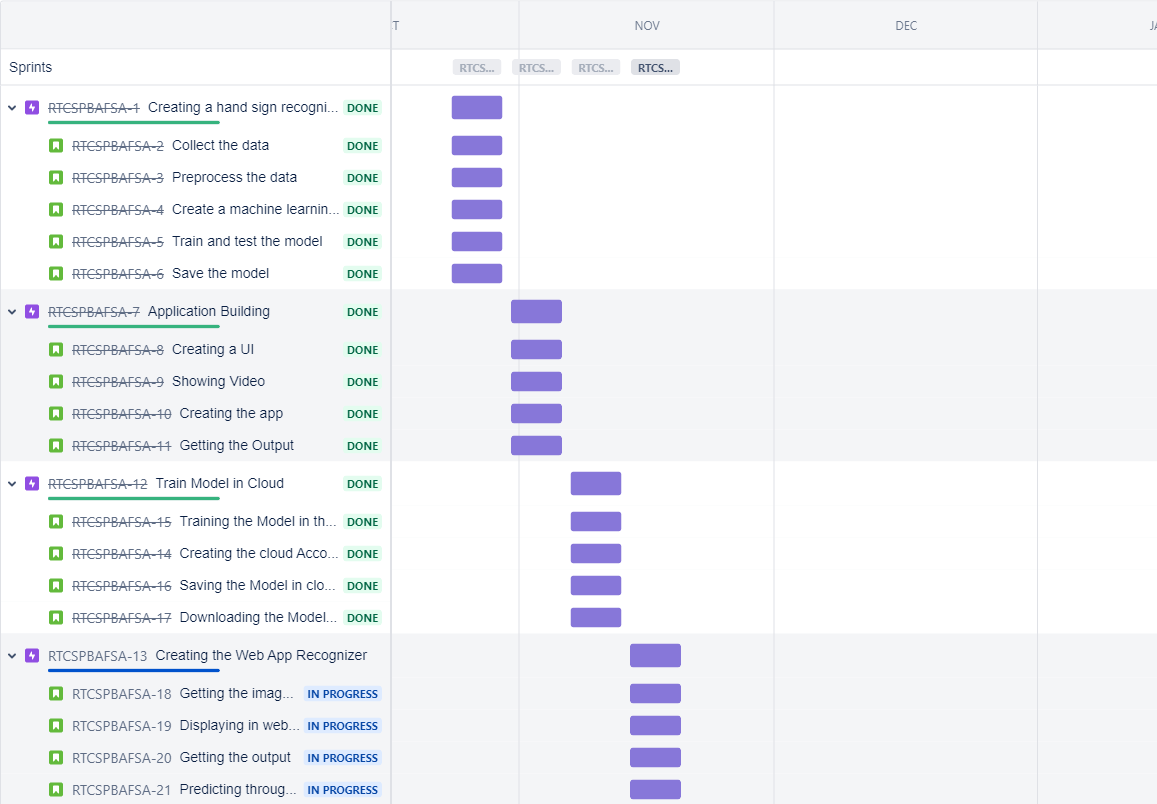 T NOV DEC JA
Sprints RTCS... RTCS... RTCS... RTCS...
RTCSPBAFSA-1 Creating a hand sign recogni... DONE
RTCSPBAFSA-2 Collect the data DONE
RTCSPBAFSA-3 Preprocess the data DONE
RTCSPBAFSA-4 Create a machine learnin... DONE
RTCSPBAFSA-5 Train and test the model DONE
RTCSPBAFSA-6 Save the model DONE
RTCSPBAFSA-7 Application Building DONE
RTCSPBAFSA-8 Creating a UI DONE
RTCSPBAFSA-9 Showing Video DONE
RTCSPBAFSA-10 Creating the app DONE
RTCSPBAFSA-11 Getting the Output DONE
RTCSPBAFSA-12 Train Model in Cloud DONE
RTCSPBAFSA-15 Training the Model in th... DONE
RTCSPBAFSA-14 Creating the cloud Acco... DONE
RTCSPBAFSA-16 Saving the Model in clo... DONE
RTCSPBAFSA-17 Downloading the Model... DONE
RTCSPBAFSA-13 Creating the Web App Recognizer
RTCSPBAFSA-18 Getting the imag... IN PROGRESS
RTCSPBAFSA-19 Displaying in web... IN PROGRESS
RTCSPBAFSA-20 Getting the output IN PROGRESS
RTCSPBAFSA-21 Predicting throug... IN PROGRESS